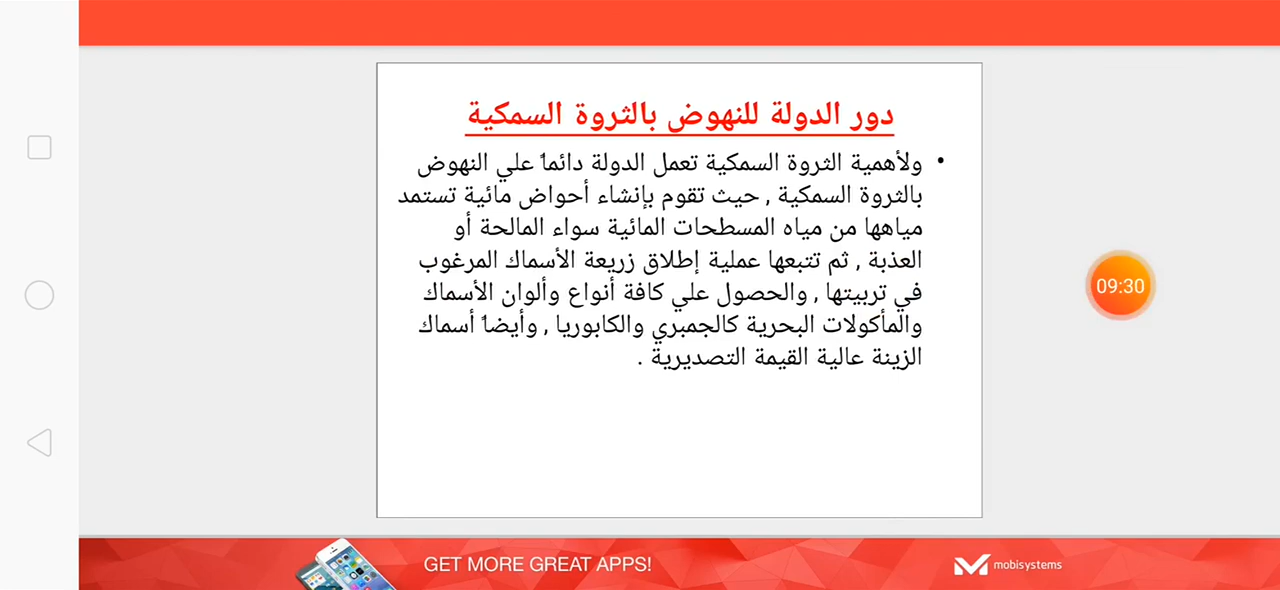 دور الدولة للنهوض بالثروة السمكية
• ولأهمية الثروة السمكية تعمل الدولة دائماً علي النهوض
بالثروة السمكية , حيث تقوم بإنشاء أحواض مائية تستمد
مياهها من مياه المسطحات المائية سواء المالحة أو
العذبة , ثم تتبعها عملية إطلاق زريعة الأسماك المرغوب
في تربيتها , والحصول علي كافة أنواع وألوان الأسماك
والمأكولات البحرية كالجمبري والكابوريا , وأيضاً أسماك
الزينة عالية القيمة التصديرية .
09:30
GET MORE GREAT APPS!
mobisystems